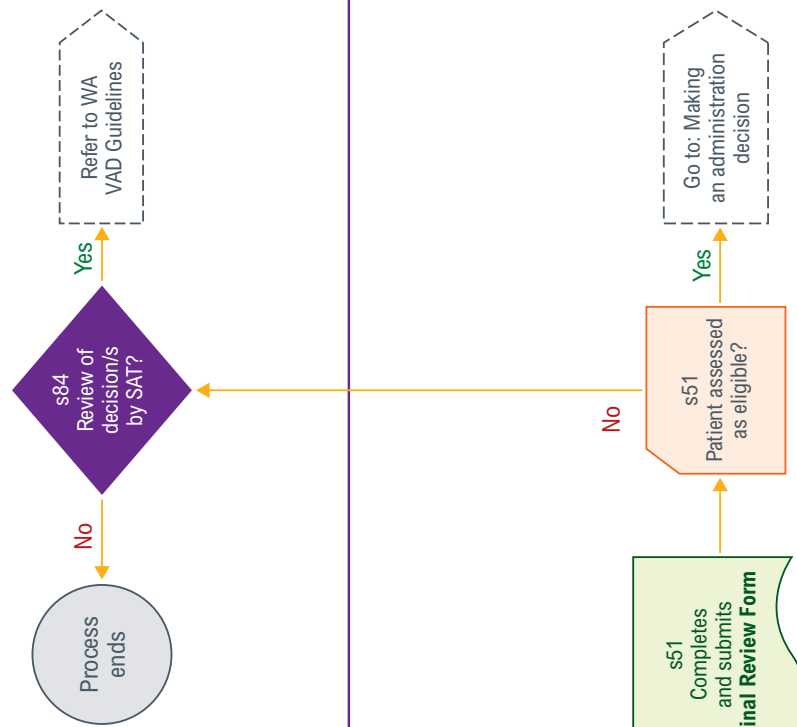 Process
ends
No
s84
Review of
decision/s
by SAT?
Yes
Refer to WA
VAD Guidelines
No
s51
Completes
and submits
inal Review Form
s51
Patient assessed
as eligible?
Yes
Go to: Making
an administration
decision